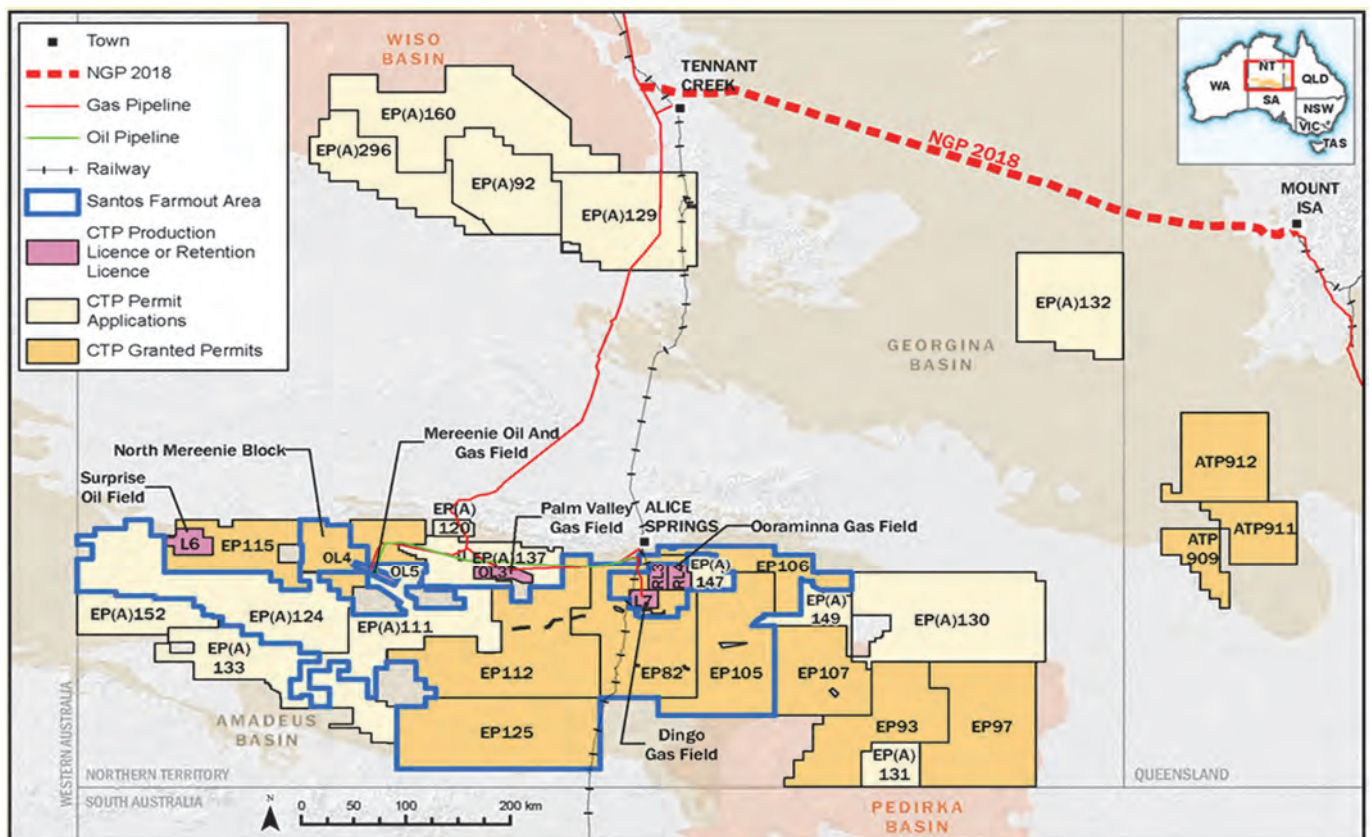 Town
NGP 2018
Gas Pipeline
Oil Pipeline
Railway
Santos Farmout Area
CTP Production
Licence or Retention
Licence
CTP Permit
Applications
CTP Granted Permits
WISO
BASIN
TENNANT
CREEK
EP(A)160
EP(A)296
EP(A)92
EP(A)129
NGP 2018
WA
NT
QLD
SA
NSW
VIC
TAS
MOUNT
ISA
EP(A)132
GEORGINA
BASIN
North Mereenie Block
Mereenie Oil And
Gas Field
Surprise
Oil Field
EP(A)
120
Palm Valley
Gas Field
ALICE
SPRINGS
Ooraminna Gas Field
ATP912
ATP911
ATP
909
L6
EP115
OL4
OL5
EP(A)137
OL3
RL3
RL4
EP(A)
147
EP106
L7
EP(A)152
EP(A)124
EP(A)111
EP(A)
149
EP(A)130
EP(A)
133
EP112
EP82
EP105
EP107
EP93
EP97
AMADEUS
BASIN
EP125
Dingo
Gas Field
EP(A)
131
WESTERN AUSTRALIA
NORTHERN TERRITORY
SOUTH AUSTRALIA
QUEENSLAND
N
0 50 100 200 km
PEDIRKA
BASIN